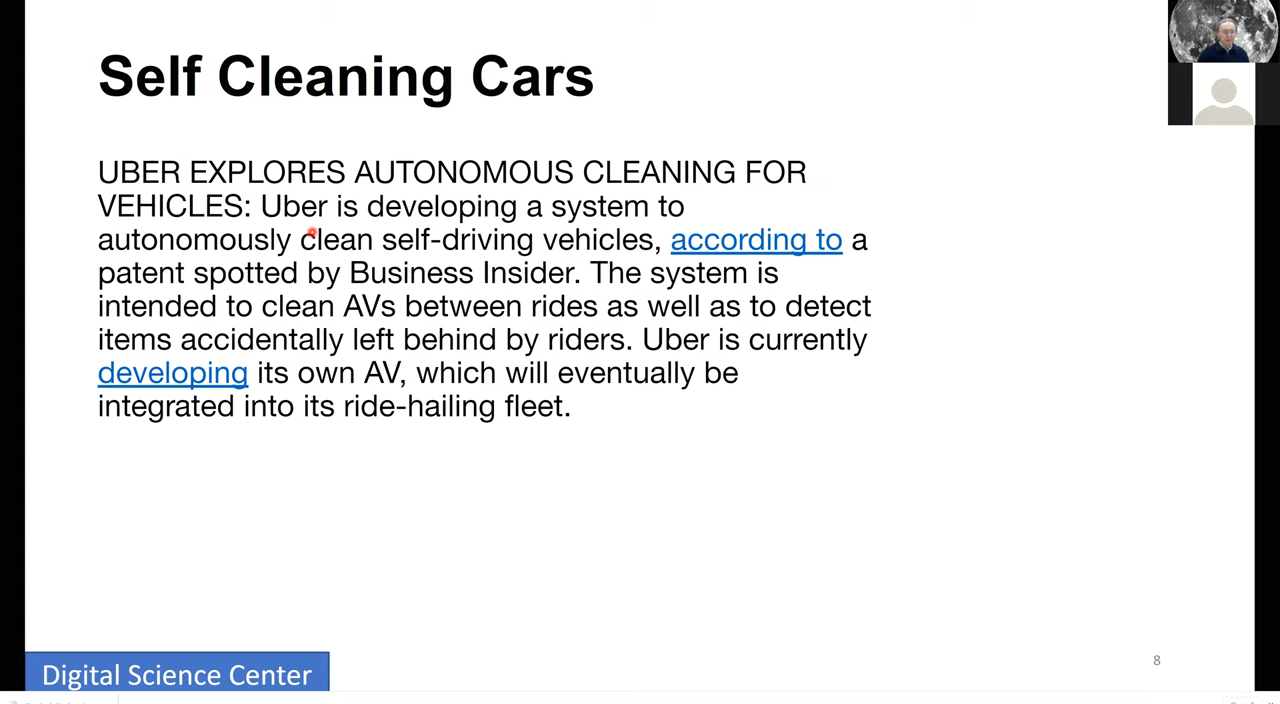 Self Cleaning Cars
UBER EXPLORES AUTONOMOUS CLEANING FOR
VEHICLES: Uber is developing a system to
autonomously clean self-driving vehicles, according to a
patent spotted by Business Insider. The system is
intended to clean AVs between rides as well as to detect
items accidentally left behind by riders. Uber is currently
developing its own AV, which will eventually be
integrated into its ride-hailing fleet.
8
Digital Science Center